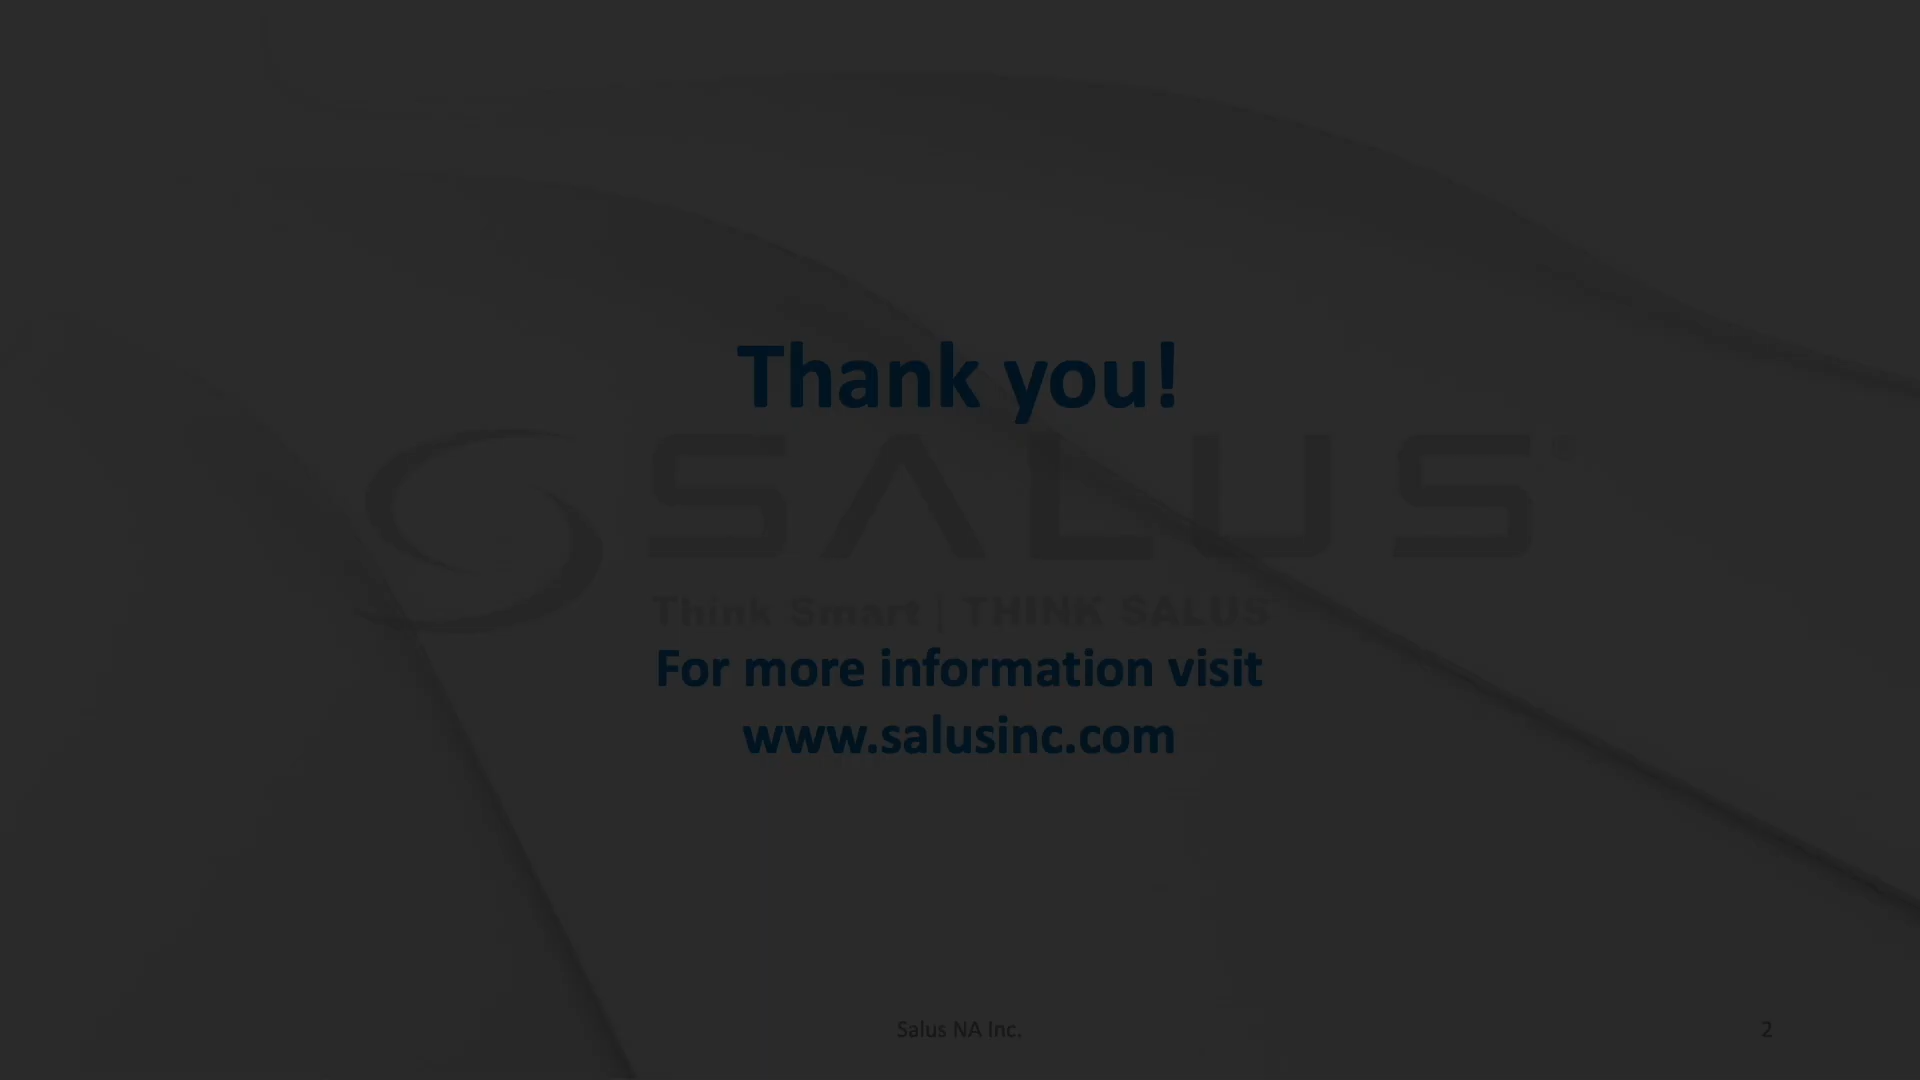 Thank you!
SALUS®
Think Smart | THINK SALUS
For more information visit
www.salusinc.com
Salus NA Inc.
2